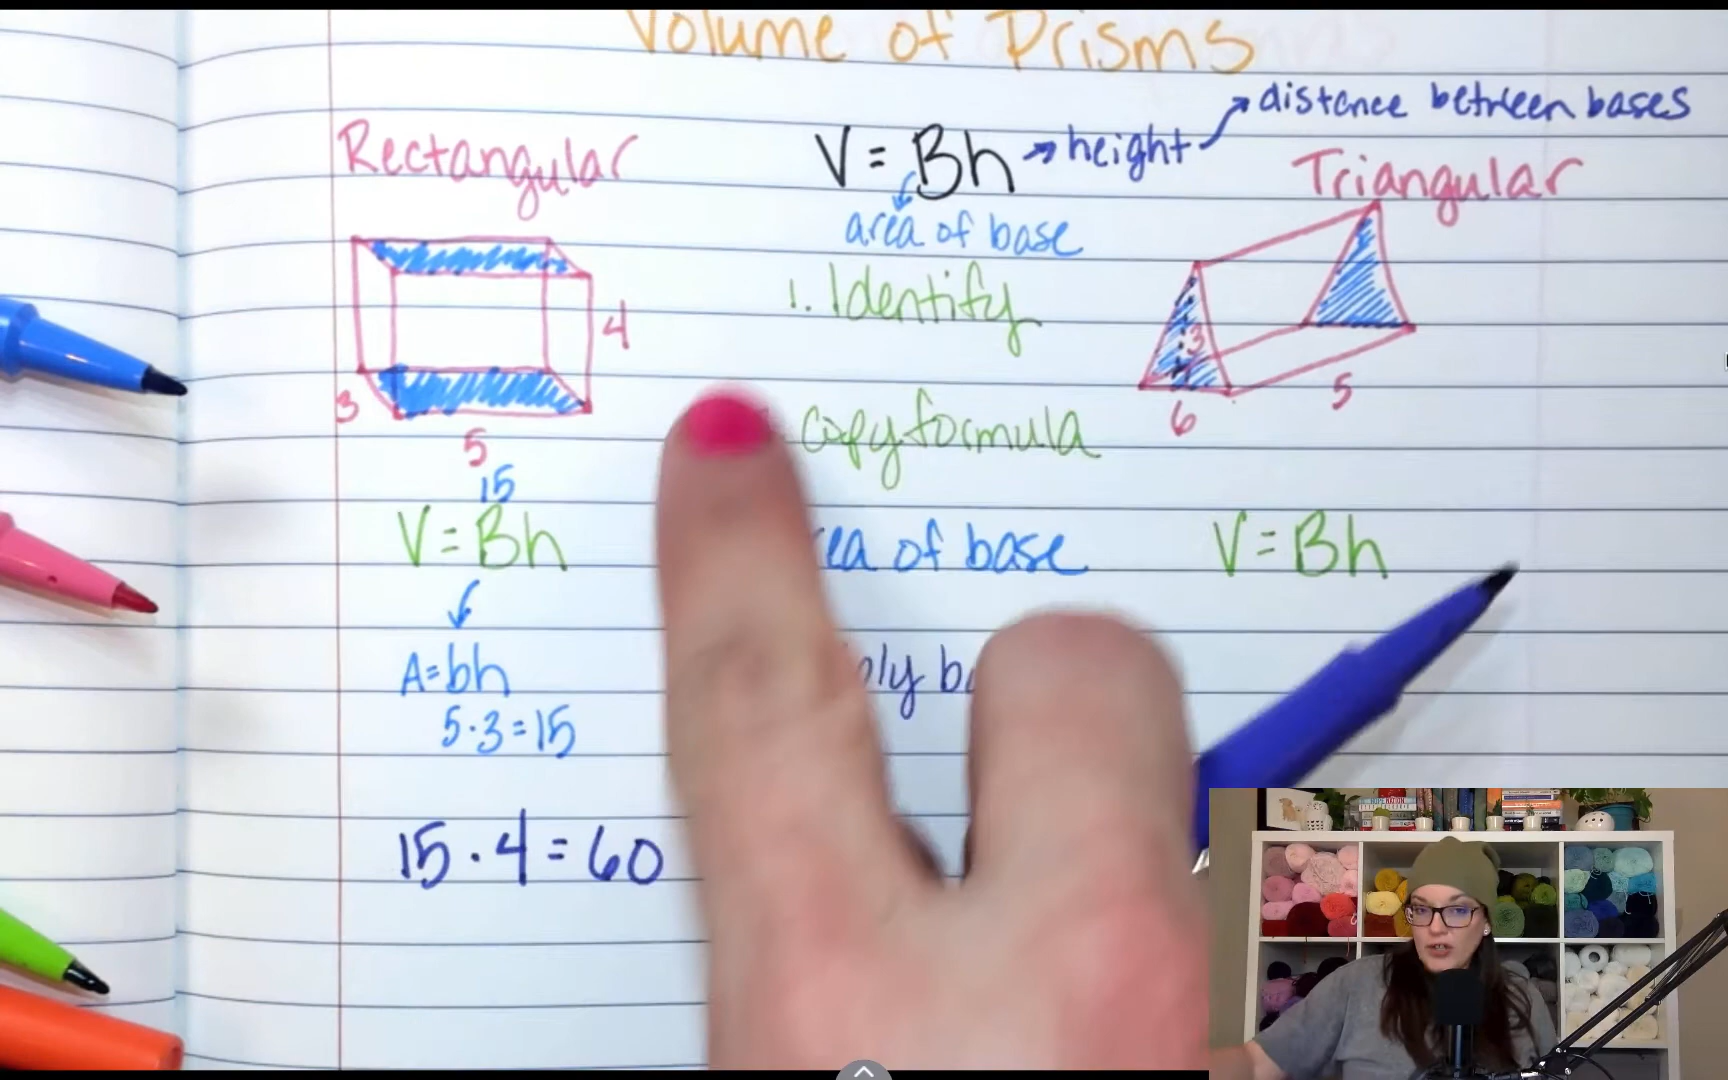 Volume of Prisms
distance between bases
Rectangular
V = Bh → height
Triangular
area of base
1. Identify
4
3
3
5
6
5
copy formula
15
V = Bh
area of base
V = Bh
A = bh
5 · 3 = 15
15 · 4 = 60